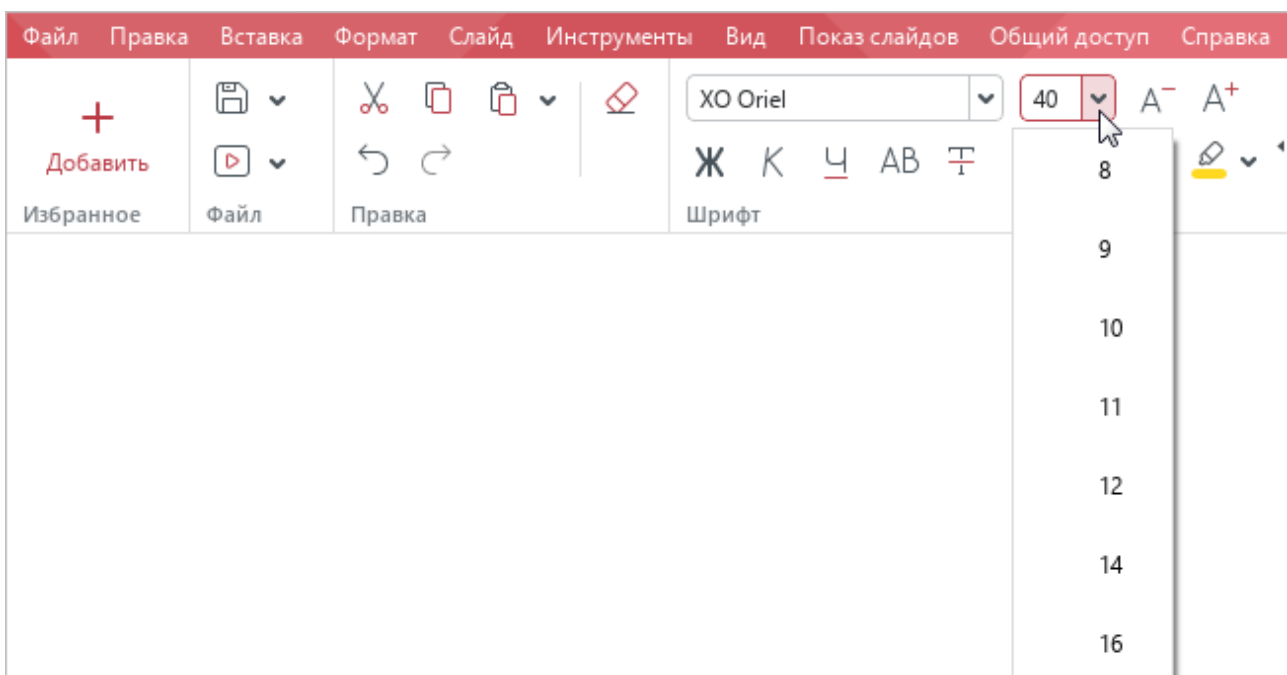 Файл Правка Вставка Формат Слайд Инструменты Вид Показ слайдов Общий доступ Справка
XO Oriel 40 A− A+
Добавить Ж К Ч АВ Т
Избранное Файл Правка Шрифт
8
9
10
11
12
14
16